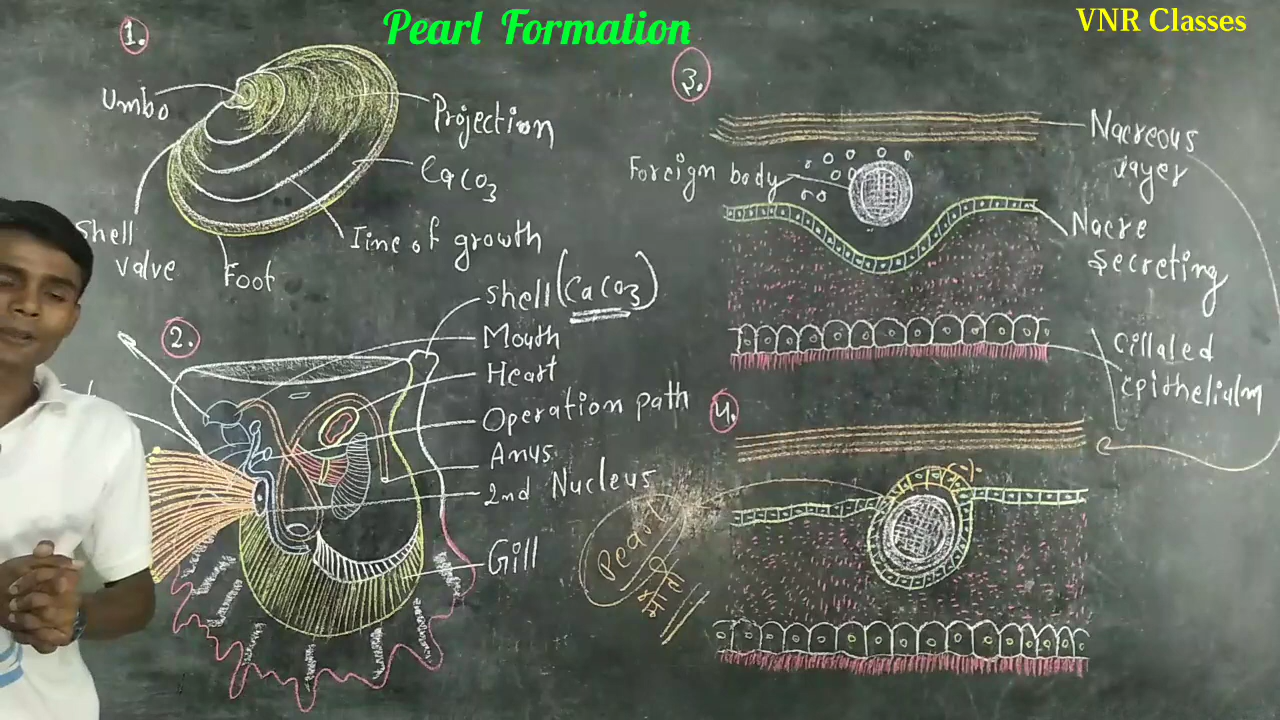 Pearl Formation
VNR Classes
1.
Umbo
Projection
CaCO3
Line of growth
Shell
valve
Foot
2.
Shell (CaCO3)
Mouth
Heart
Operation path
Anus
2nd Nucleus
Gill
3.
Nacreous
layer
Foreign body
Nacre
secreting
Cillaled
epithelialm
4.
Pearl
मोती